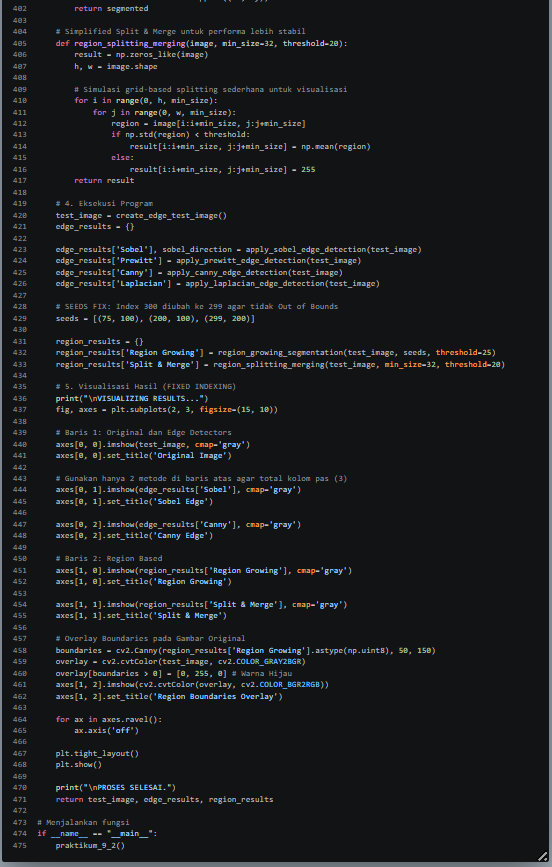 402 return segmented
403
404 # Simplified Split & Merge untuk performa lebih stabil
405 def region_splitting_merging(image, min_size=32, threshold=20):
406 result = np.zeros_like(image)
407 h, w = image.shape
408
409 # Simulasi grid-based splitting sederhana untuk visualisasi
410 for i in range(0, h, min_size):
411 for j in range(0, w, min_size):
412 region = image[i:i+min_size, j:j+min_size]
413 if np.std(region) < threshold:
414 result[i:i+min_size, j:j+min_size] = np.mean(region)
415 else:
416 result[i:i+min_size, j:j+min_size] = 255
417 return result
418
419 # 4. Eksekusi Program
420 test_image = create_edge_test_image()
421 edge_results = {}
422
423 edge_results['Sobel'], sobel_direction = apply_sobel_edge_detection(test_image)
424 edge_results['Prewitt'] = apply_prewitt_edge_detection(test_image)
425 edge_results['Canny'] = apply_canny_edge_detection(test_image)
426 edge_results['Laplacian'] = apply_laplacian_edge_detection(test_image)
427
428 # SEEDS FIX: Index 300 diubah ke 299 agar tidak Out of Bounds
429 seeds = [(75, 100), (200, 100), (299, 200)]
430
431 region_results = {}
432 region_results['Region Growing'] = region_growing_segmentation(test_image, seeds, threshold=25)
433 region_results['Split & Merge'] = region_splitting_merging(test_image, min_size=32, threshold=20)
434
435 # 5. Visualisasi Hasil (FIXED INDEXING)
436 print("\nVISUALIZING RESULTS...")
437 fig, axes = plt.subplots(2, 3, figsize=(15, 10))
438
439 # Baris 1: Original dan Edge Detectors
440 axes[0, 0].imshow(test_image, cmap='gray')
441 axes[0, 0].set_title('Original Image')
442
443 # Gunakan hanya 2 metode di baris atas agar total kolom pas (3)
444 axes[0, 1].imshow(edge_results['Sobel'], cmap='gray')
445 axes[0, 1].set_title('Sobel Edge')
446
447 axes[0, 2].imshow(edge_results['Canny'], cmap='gray')
448 axes[0, 2].set_title('Canny Edge')
449
450 # Baris 2: Region Based
451 axes[1, 0].imshow(region_results['Region Growing'], cmap='gray')
452 axes[1, 0].set_title('Region Growing')
453
454 axes[1, 1].imshow(region_results['Split & Merge'], cmap='gray')
455 axes[1, 1].set_title('Split & Merge')
456
457 # Overlay Boundaries pada Gambar Original
458 boundaries = cv2.Canny(region_results['Region Growing'].astype(np.uint8), 50, 150)
459 overlay = cv2.cvtColor(test_image, cv2.COLOR_GRAY2BGR)
460 overlay[boundaries > 0] = [0, 255, 0] # Warna Hijau
461 axes[1, 2].imshow(cv2.cvtColor(overlay, cv2.COLOR_BGR2RGB))
462 axes[1, 2].set_title('Region Boundaries Overlay')
463
464 for ax in axes.ravel():
465 ax.axis('off')
466
467 plt.tight_layout()
468 plt.show()
469
470 print("\nPROSES SELESAI.")
471 return test_image, edge_results, region_results
472
473 # Menjalankan fungsi
474 if __name__ == "__main__":
475 praktikum_9_2()